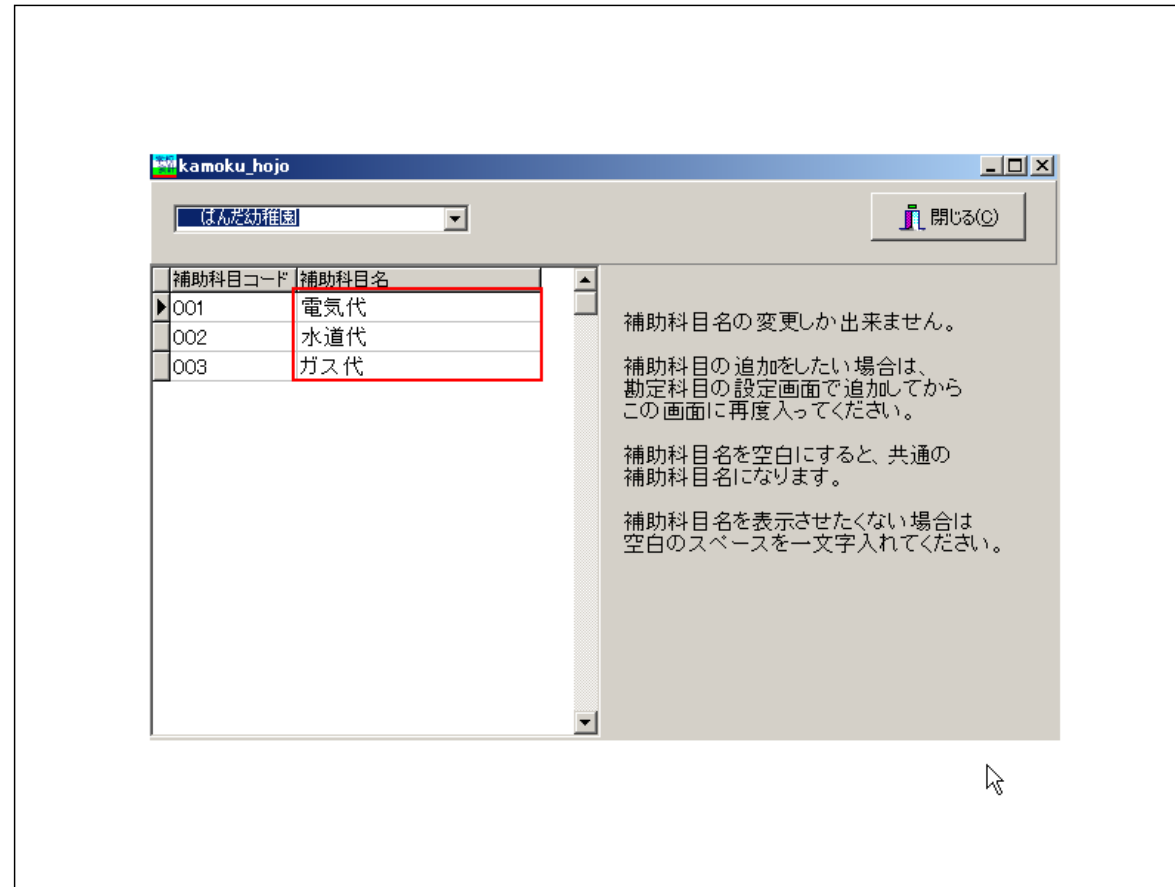 kamoku_hojo
ぱんだ幼稚園
閉じる(C)
補助科目コード 補助科目名
001 電気代
002 水道代
003 ガス代
補助科目名の変更しか出来ません。
補助科目の追加をしたい場合は、
勘定科目の設定画面で追加してから
この画面に再度入ってください。
補助科目名を空白にすると、共通の
補助科目名になります。
補助科目名を表示させたくない場合は
空白のスペースを一文字入れてください。